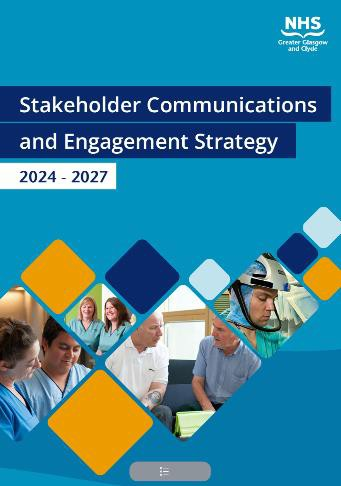 NHS
Greater Glasgow
and Clyde
Stakeholder Communications
and Engagement Strategy
2024 - 2027